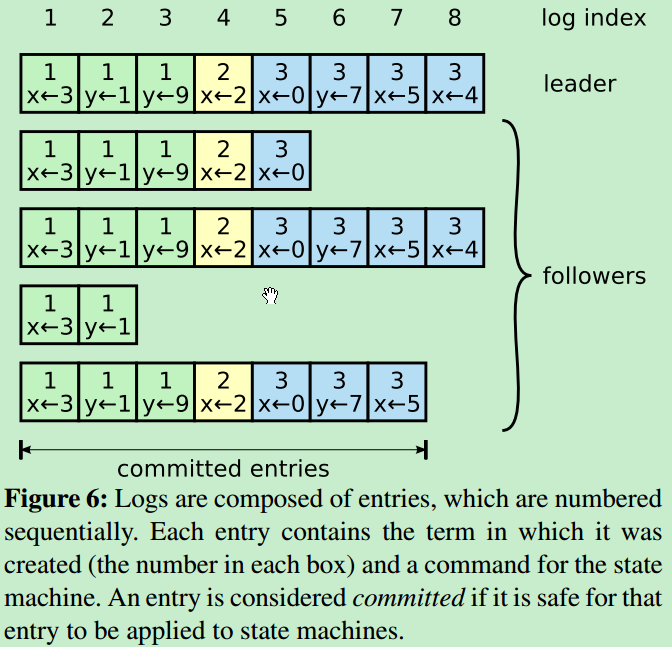 1 2 3 4 5 6 7 8 log index
1 1 1 2 3 3 3 3
x←3 y←1 y←9 x←2 x←0 y←7 x←5 x←4
leader
1 1 1 2 3
x←3 y←1 y←9 x←2 x←0
1 1 1 2 3 3 3 3
x←3 y←1 y←9 x←2 x←0 y←7 x←5 x←4
followers
1 1
x←3 y←1
1 1 1 2 3 3 3
x←3 y←1 y←9 x←2 x←0 y←7 x←5
committed entries
Figure 6: Logs are composed of entries, which are numbered
sequentially. Each entry contains the term in which it was
created (the number in each box) and a command for the state
machine. An entry is considered committed if it is safe for that
entry to be applied to state machines.